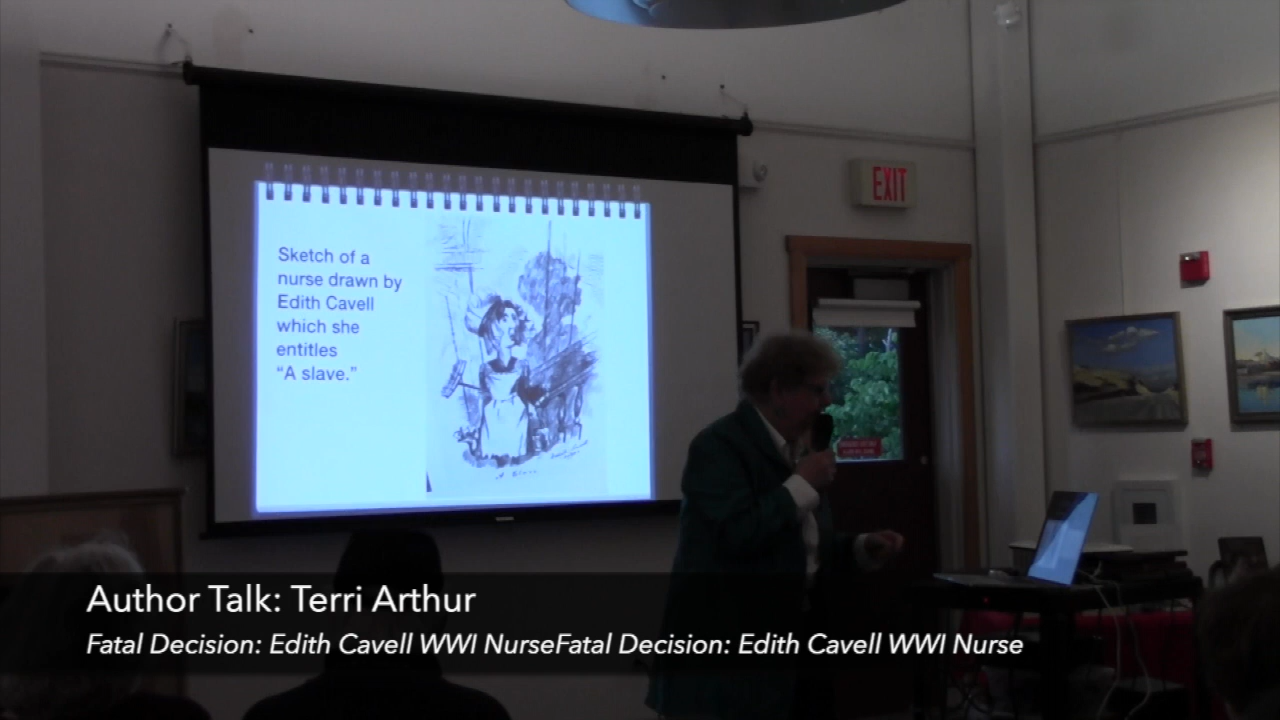 Sketch of a
nurse drawn by
Edith Cavell
which she
entitles
“A slave.”
EXIT
Author Talk: Terri Arthur
Fatal Decision: Edith Cavell WWI NurseFatal Decision: Edith Cavell WWI Nurse